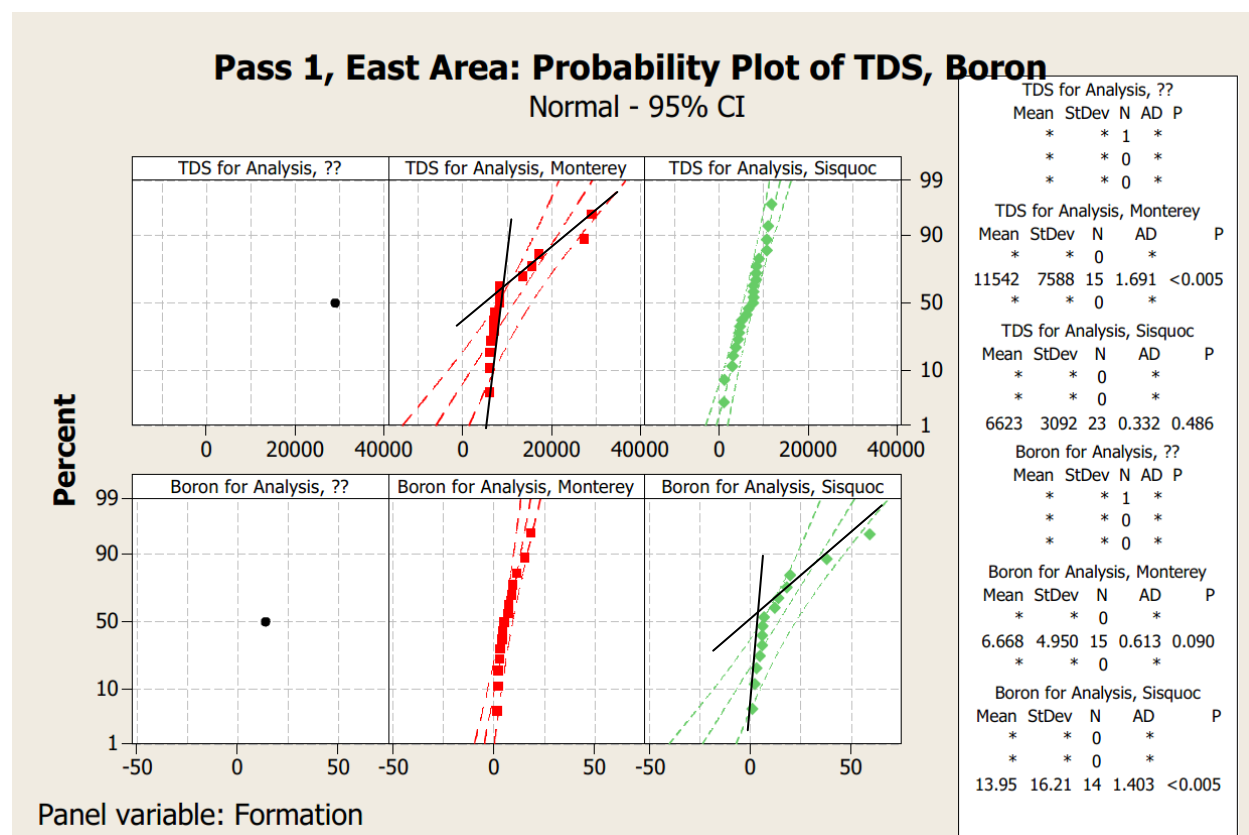 Pass 1, East Area: Probability Plot of TDS, Boron
Normal - 95% CI
TDS for Analysis, ??
TDS for Analysis, Monterey
TDS for Analysis, Sisquoc
99
90
50
10
1
0 20000 40000
0 20000 40000
0 20000 40000
Percent
Boron for Analysis, ??
Boron for Analysis, Monterey
Boron for Analysis, Sisquoc
99
90
50
10
1
-50 0 50
-50 0 50
-50 0 50
Panel variable: Formation
TDS for Analysis, ??
Mean StDev N AD P
* * 1 *
* * 0 *
* * 0 *
TDS for Analysis, Monterey
Mean StDev N AD P
* * 0 *
11542 7588 15 1.691 <0.005
* * 0 *
TDS for Analysis, Sisquoc
Mean StDev N AD P
* * 0 *
* * 0 *
6623 3092 23 0.332 0.486
Boron for Analysis, ??
Mean StDev N AD P
* * 1 *
* * 0 *
* * 0 *
Boron for Analysis, Monterey
Mean StDev N AD P
* * 0 *
6.668 4.950 15 0.613 0.090
* * 0 *
Boron for Analysis, Sisquoc
Mean StDev N AD P
* * 0 *
* * 0 *
13.95 16.21 14 1.403 <0.005